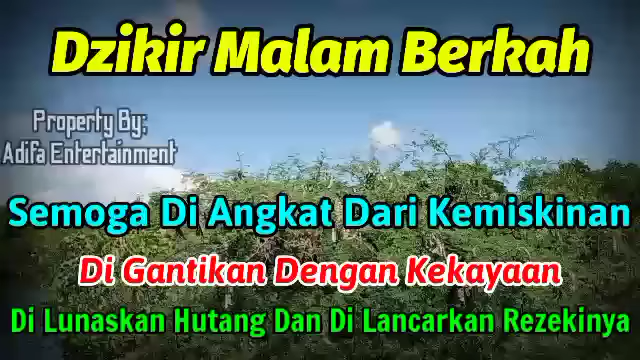 Dzikir Malam Berkah
Property By;
Adifa Entertainment
Semoga Di Angkat Dari Kemiskinan
Di Gantikan Dengan Kekayaan
Di Lunaskan Hutang Dan Di Lancarkan Rezekinya